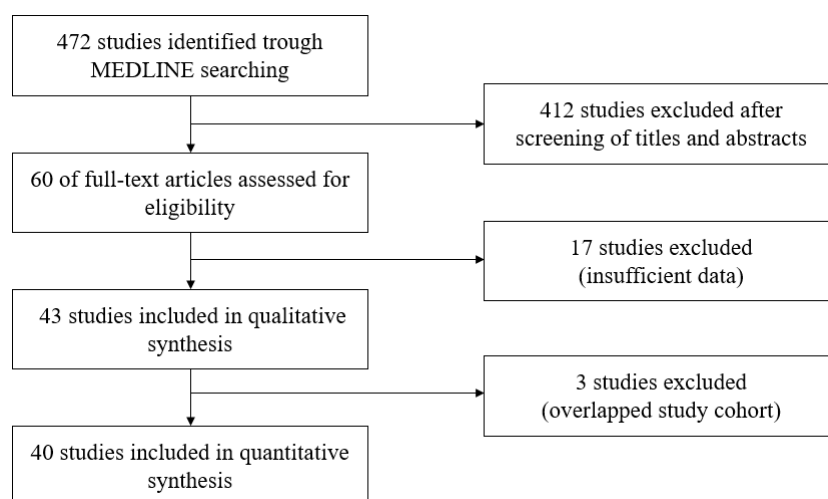 472 studies identified trough
MEDLINE searching
412 studies excluded after
screening of titles and abstracts
60 of full-text articles assessed for
eligibility
17 studies excluded
(insufficient data)
43 studies included in qualitative
synthesis
3 studies excluded
(overlapped study cohort)
40 studies included in quantitative
synthesis